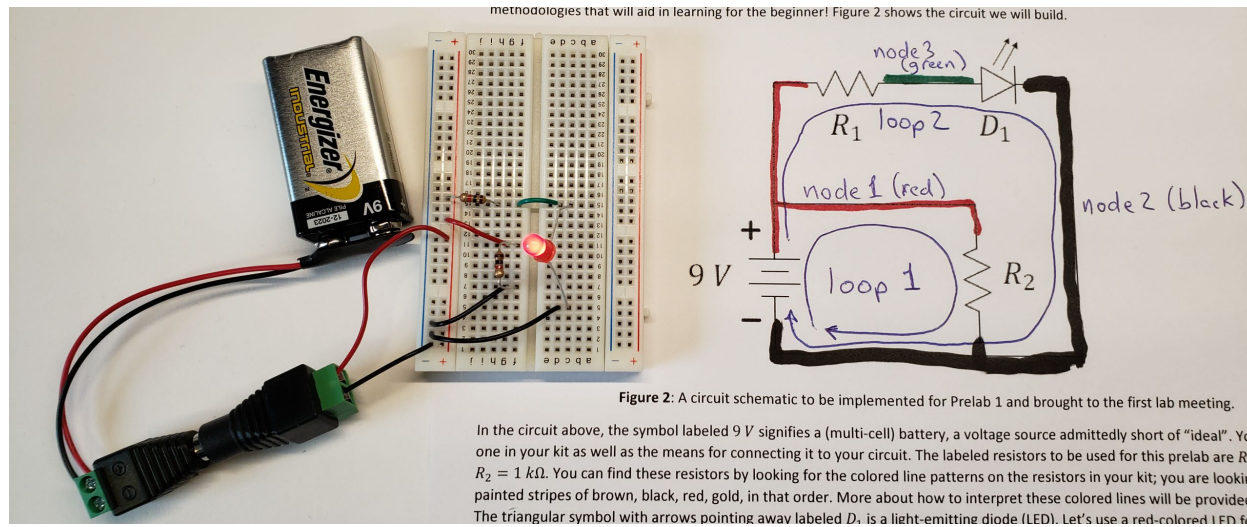 methodologies that will aid in learning for the beginner! Figure 2 shows the circuit we will build.
Energizer®
INDUSTRIAL
9V
PILE ALCALINE
12-2023
node3
(green)
R₁ loop2 D₁
node 1 (red)
node 2 (black)
+
9 V
loop 1
R₂
−
Figure 2: A circuit schematic to be implemented for Prelab 1 and brought to the first lab meeting.
In the circuit above, the symbol labeled 9 V signifies a (multi-cell) battery, a voltage source admittedly short of “ideal”.
one in your kit as well as the means for connecting it to your circuit. The labeled resistors to be used for this prelab are
R₂ = 1 kΩ. You can find these resistors by looking for the colored line patterns on the resistors in your kit; you are
painted stripes of brown, black, red, gold, in that order. More about how to interpret these colored lines will be provided
The triangular symbol with arrows pointing away labeled D₁ is a light-emitting diode (LED). Let’s use a red-colored LED